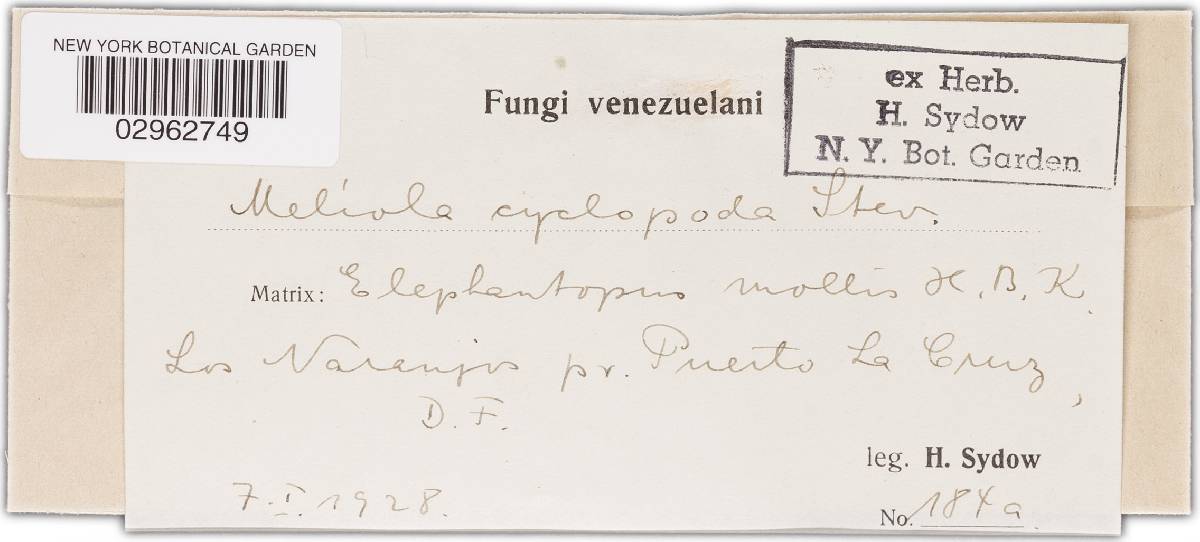 NEW YORK BOTANICAL GARDEN
02962749
Fungi venezuelani
ex Herb.
H. Sydow
N. Y. Bot. Garden
Meliola cyclopoda Stev.
Matrix: Elephantopus mollis H. B. K.
Los Naranjos pr. Puerto La Cruz,
D. F.
leg. H. Sydow
7. I. 1928.
No. 184a